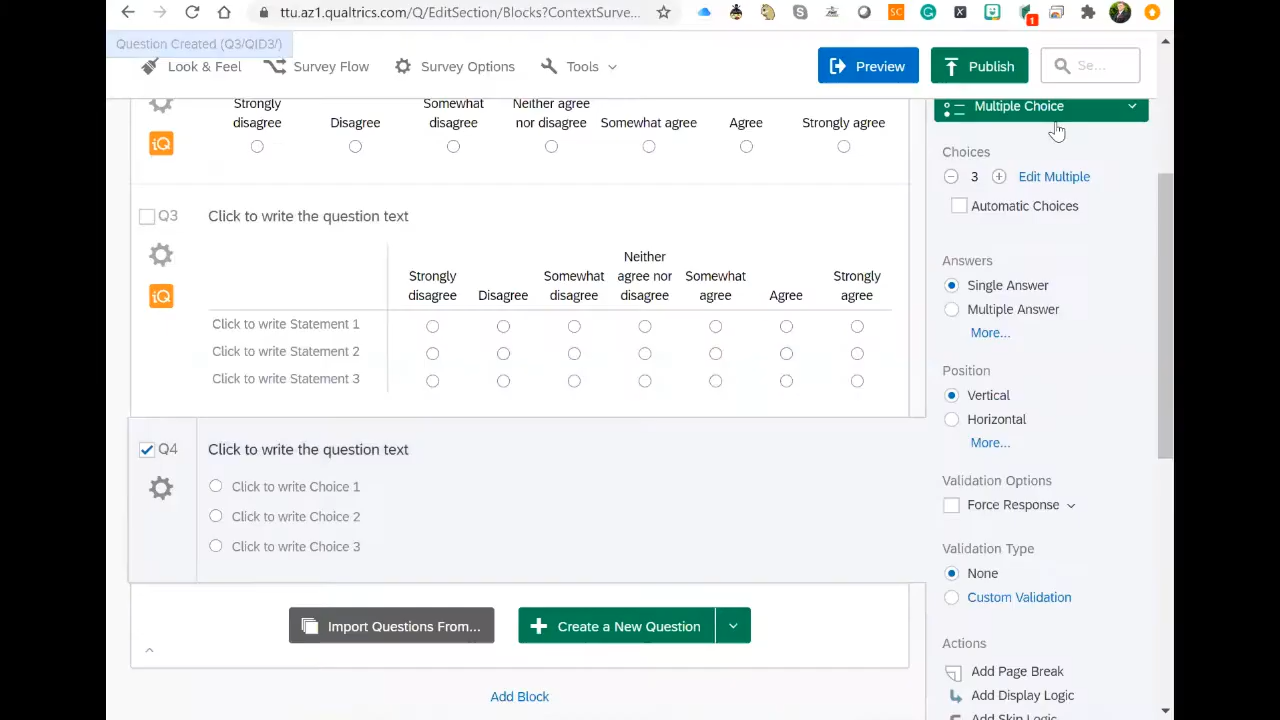 ttu.az1.qualtrics.com/Q/EditSection/Blocks?ContextSurve...
SC
X
1
Question Created (Q3/QID3/)
Look & Feel
Survey Flow
Survey Options
Tools
Preview
Publish
Se...
Strongly disagree
Disagree
Somewhat disagree
Neither agree nor disagree
Somewhat agree
Agree
Strongly agree
iQ
Q3
Click to write the question text
iQ
Strongly disagree
Disagree
Somewhat disagree
Neither agree nor disagree
Somewhat agree
Agree
Strongly agree
Click to write Statement 1
Click to write Statement 2
Click to write Statement 3
Q4
Click to write the question text
Click to write Choice 1
Click to write Choice 2
Click to write Choice 3
Import Questions From...
Create a New Question
Add Block
Multiple Choice
Choices
3
Edit Multiple
Automatic Choices
Answers
Single Answer
Multiple Answer
More...
Position
Vertical
Horizontal
More...
Validation Options
Force Response
Validation Type
None
Custom Validation
Actions
Add Page Break
Add Display Logic
Add Skip Logic